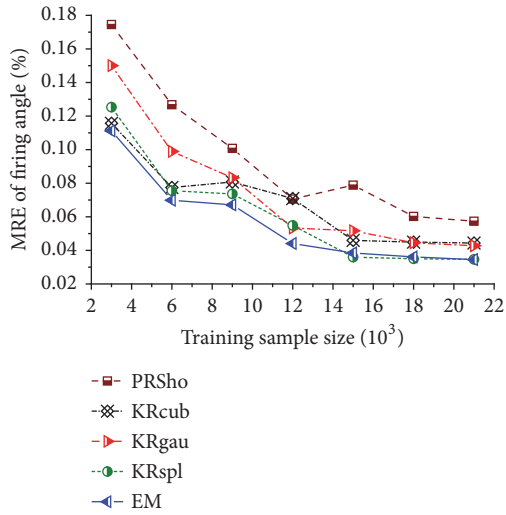 0.18
0.16
0.14
0.12
0.10
0.08
0.06
0.04
0.02
MRE of firing angle (%)
2 4 6 8 10 12 14 16 18 20 22
Training sample size (10³)
PRSho
KRcub
KRgau
KRspl
EM